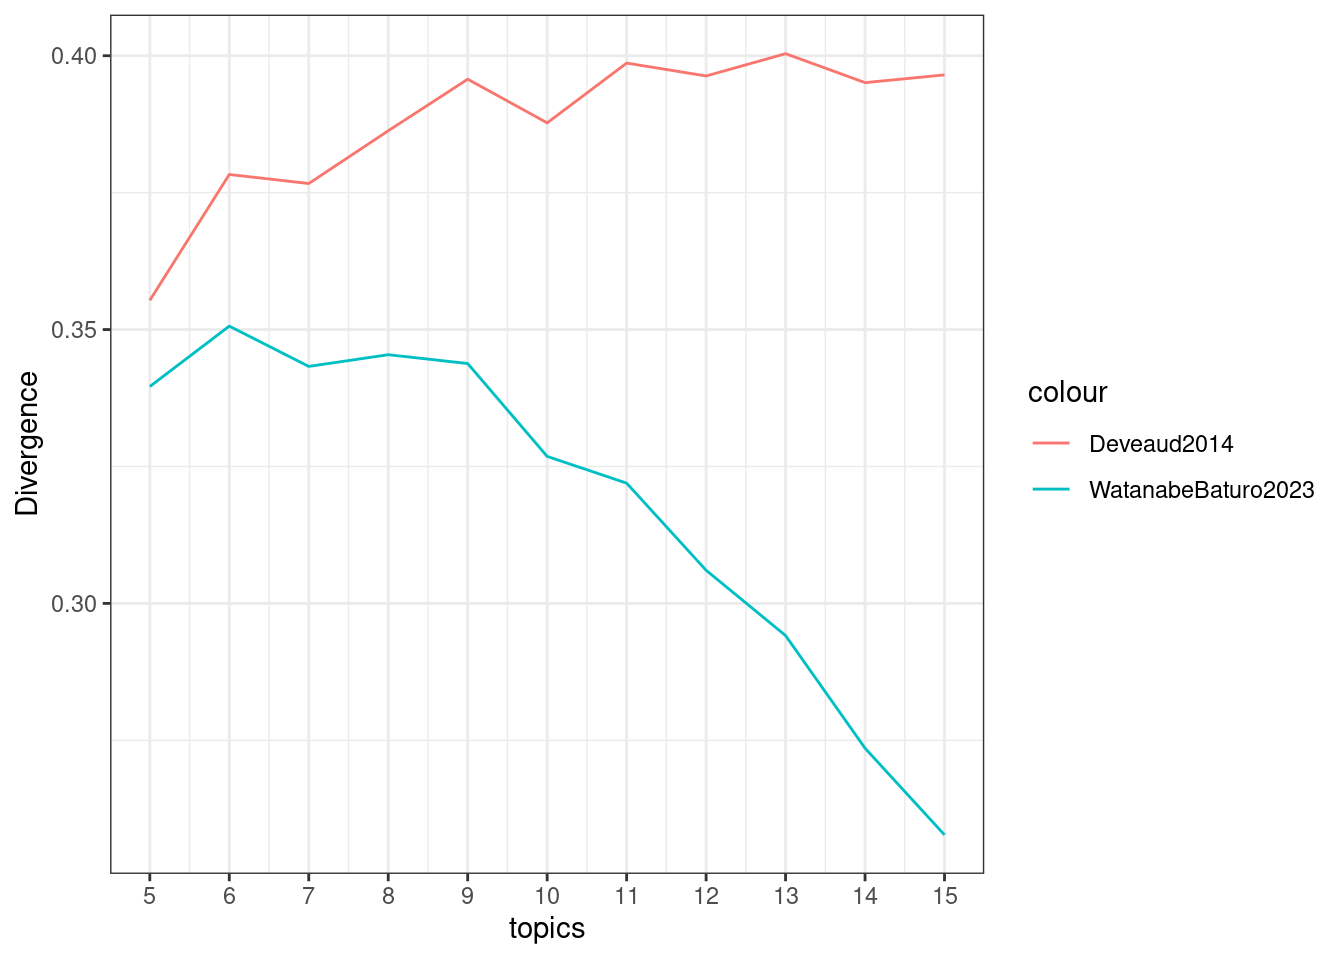 0.40
0.35
0.30
Divergence
5 6 7 8 9 10 11 12 13 14 15
topics
colour
Deveaud2014
WatanabeBaturo2023